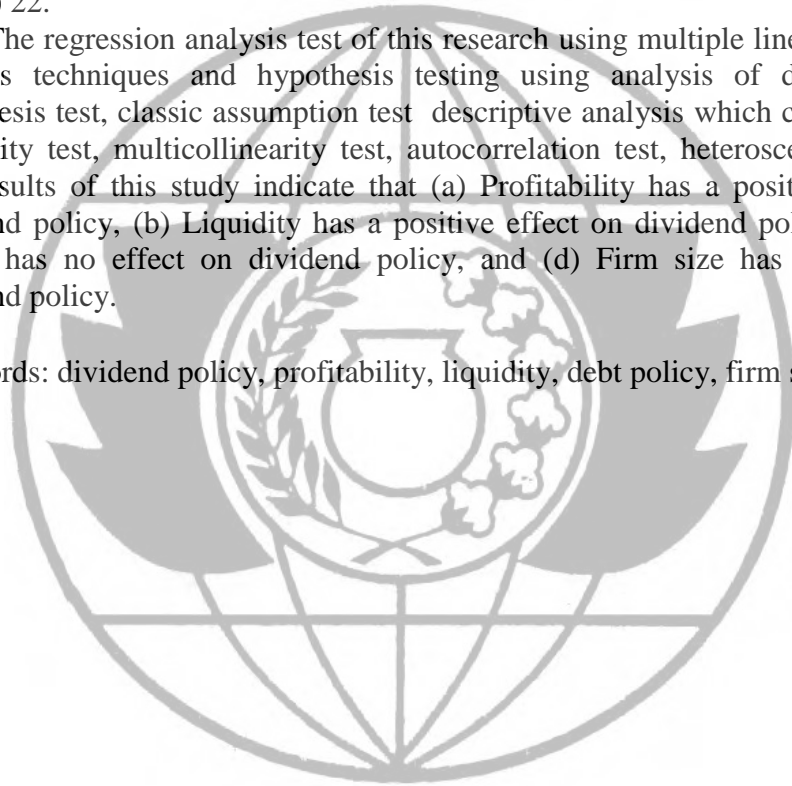 22.
The regression analysis test of this research using multiple line
s techniques and hypothesis testing using analysis of d
esis test, classic assumption test descriptive analysis which c
ity test, multicollinearity test, autocorrelation test, heterosce
sults of this study indicate that (a) Profitability has a posit
nd policy, (b) Liquidity has a positive effect on dividend pol
has no effect on dividend policy, and (d) Firm size has
nd policy.
rds: dividend policy, profitability, liquidity, debt policy, firm s